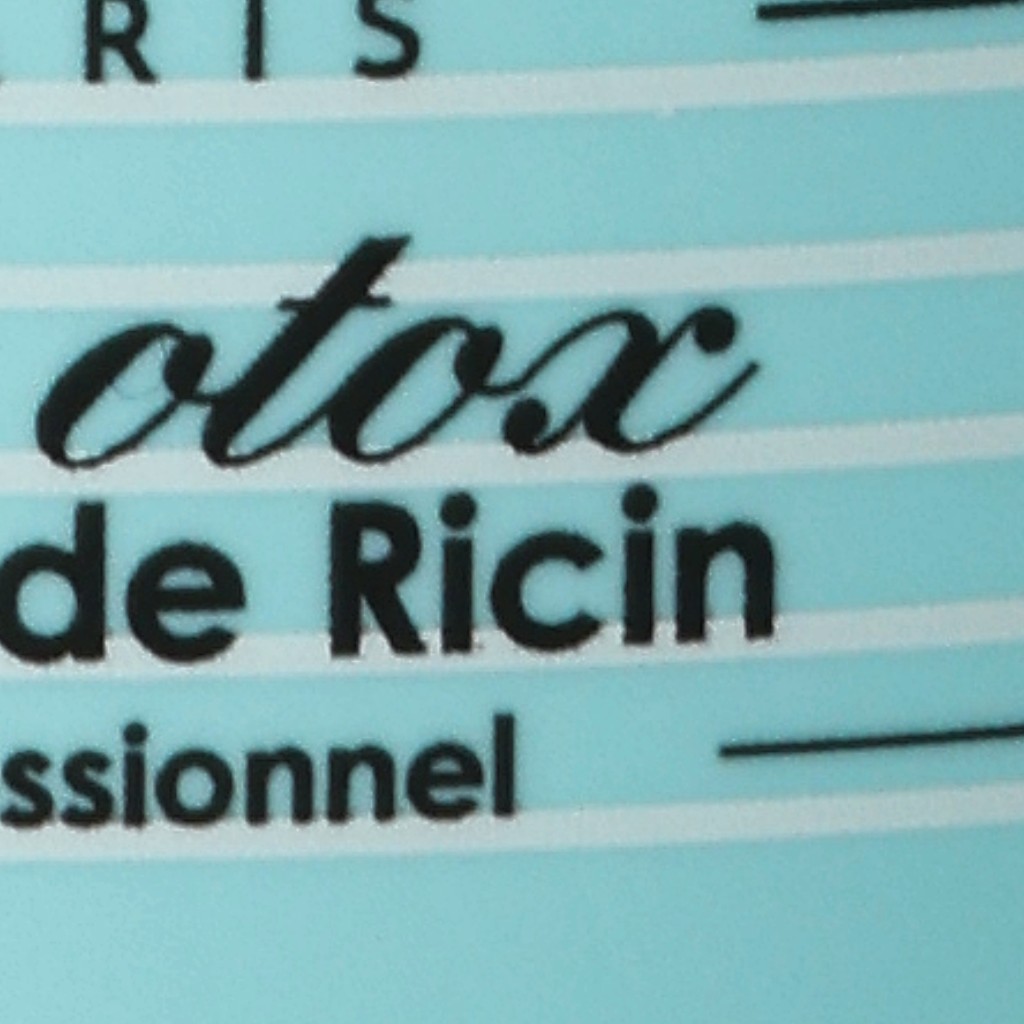 RIS
otox
de Ricin
ssionnel